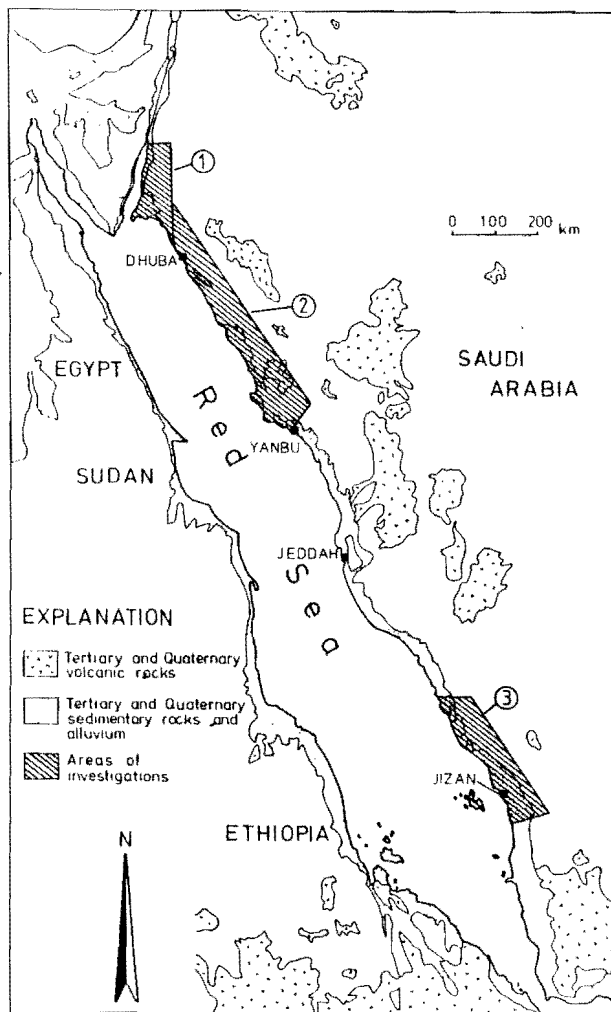 1
0 100 200
km
DHUBA
2
SAUDI
ARABIA
EGYPT
Red
YANBU
SUDAN
JEDDAH
Sea
EXPLANATION
Tertiary and Quaternary
volcanic rocks
Tertiary and Quaternary
sedimentary rocks and
alluvium
Areas of
investigations
3
JIZAN
ETHIOPIA
N